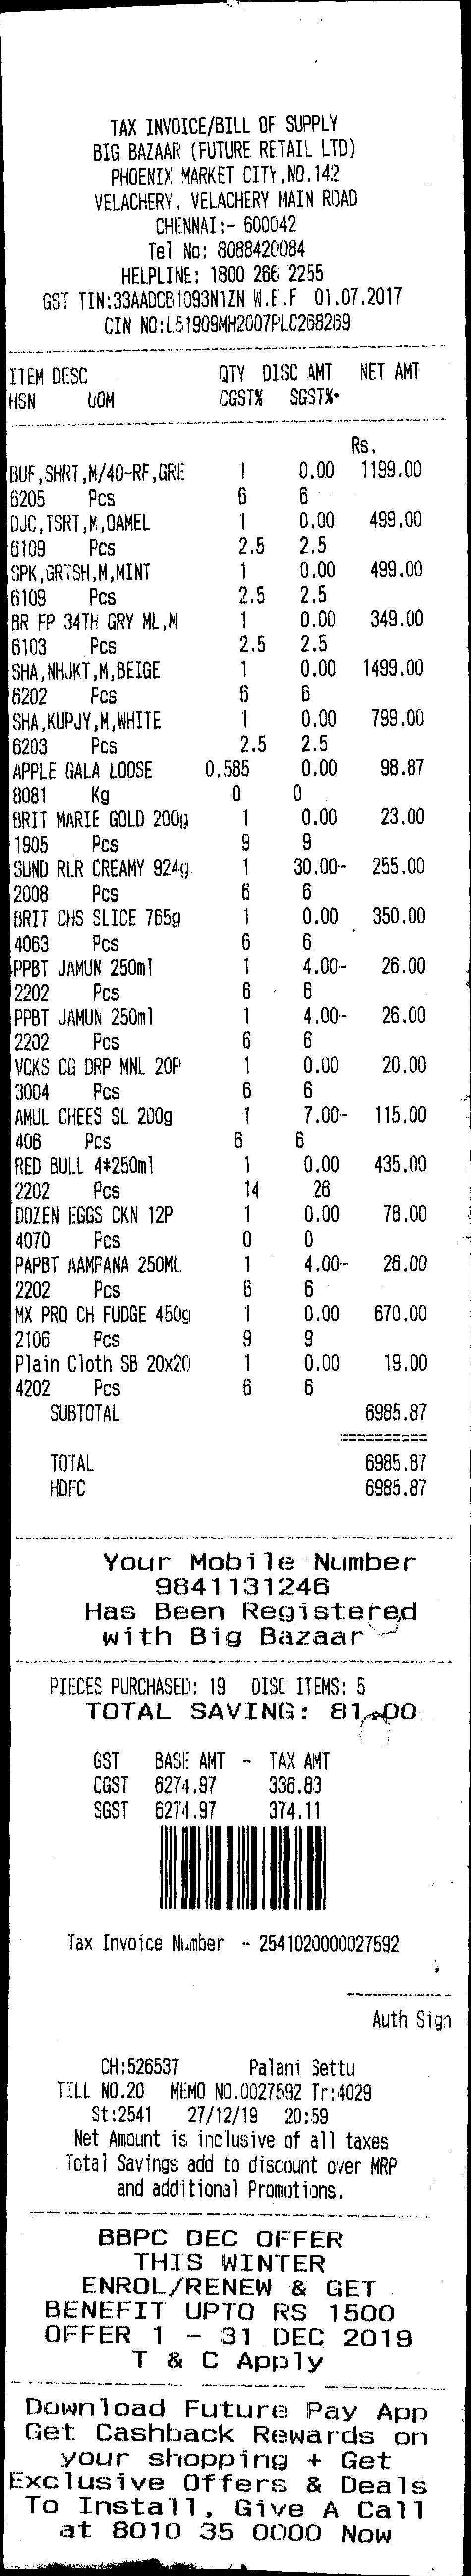 TAX INVOICE/BILL OF SUPPLY
BIG BAZAAR (FUTURE RETAIL LTD)
PHOENIX MARKET CITY,NO.142
VELACHERY, VELACHERY MAIN ROAD
CHENNAI:- 600042
Tel No: 8088420084
HELPLINE: 1800 266 2255
GST TIN:33AADCB1093N1ZN W.E.F 01.07.2017
CIN NO:L51909MH2007PLC268269
ITEM DESC QTY DISC AMT NET AMT
HSN UOM CGST% SGST%
Rs.
BUF,SHRT,M/40-RF,GRE 1 0.00 1199.00
6205 Pcs 6 6
DJC,TSRT,M,OAMEL 1 0.00 499.00
6109 Pcs 2.5 2.5
SPK,GRTSH,M,MINT 1 0.00 499.00
6109 Pcs 2.5 2.5
BR FP 34TH GRY ML,M 1 0.00 349.00
6103 Pcs 2.5 2.5
SHA,NHJKT,M,BEIGE 1 0.00 1499.00
6202 Pcs 6 6
SHA,KUPJY,M,WHITE 1 0.00 799.00
6203 Pcs 2.5 2.5
APPLE GALA LOOSE 0.585 0.00 98.87
8081 Kg 0 0
BRIT MARIE GOLD 200g 1 0.00 23.00
1905 Pcs 9 9
SUND RLR CREAMY 924g 1 30.00- 255.00
2008 Pcs 6 6
BRIT CHS SLICE 765g 1 0.00 350.00
4063 Pcs 6 6
PPBT JAMUN 250ml 1 4.00- 26.00
2202 Pcs 6 6
PPBT JAMUN 250ml 1 4.00- 26.00
2202 Pcs 6 6
VCKS CG DRP MNL 20P 1 0.00 20.00
3004 Pcs 6 6
AMUL CHEES SL 200g 1 7.00- 115.00
406 Pcs 6 6
RED BULL 4*250ml 1 0.00 435.00
2202 Pcs 14 26
DOZEN EGGS CKN 12P 1 0.00 78.00
4070 Pcs 0 0
PAPBT AAMPANA 250ML 1 4.00- 26.00
2202 Pcs 6 6
MX PRO CH FUDGE 450g 1 0.00 670.00
2106 Pcs 9 9
Plain Cloth SB 20x20 1 0.00 19.00
4202 Pcs 6 6
SUBTOTAL 6985.87
==========
TOTAL 6985.87
HDFC 6985.87
Your Mobile Number
9841131246
Has Been Registered
with Big Bazaar
PIECES PURCHASED: 19 DISC ITEMS: 5
TOTAL SAVING: 81.00
GST BASE AMT - TAX AMT
CGST 6274.97 336.83
SGST 6274.97 374.11
Tax Invoice Number -- 2541020000027592
Auth Sign
CH:526537 Palani Settu
TILL NO.20 MEMO NO.0027592 Tr:4029
St:2541 27/12/19 20:59
Net Amount is inclusive of all taxes
Total Savings add to discount over MRP
and additional Promotions.
BBPC DEC OFFER
THIS WINTER
ENROL/RENEW & GET
BENEFIT UPTO RS 1500
OFFER 1 - 31 DEC 2019
T & C Apply
Download Future Pay App
Get Cashback Rewards on
your shopping + Get
Exclusive Offers & Deals
To Install, Give A Call
at 8010 35 0000 Now